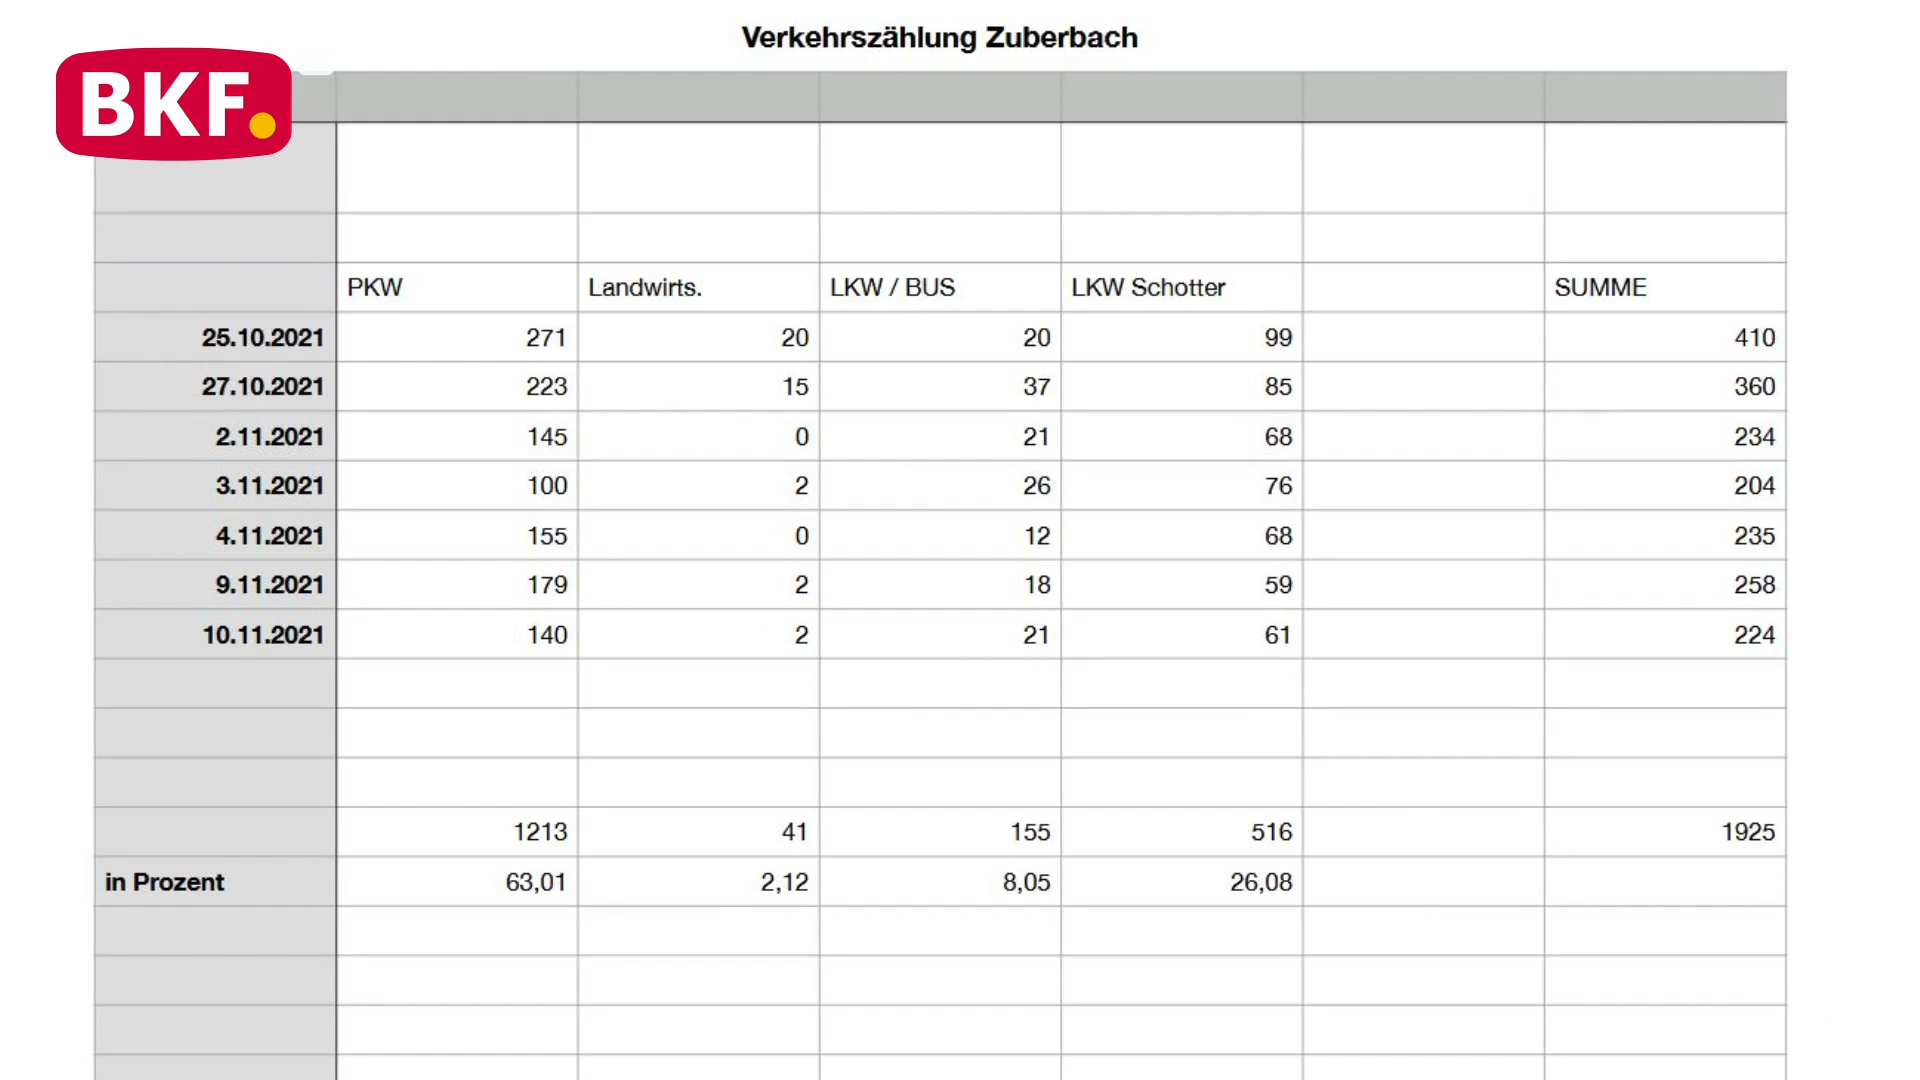 Verkehrszählung Zuberbach
BKF.
PKW Landwirts. LKW / BUS LKW Schotter SUMME
25.10.2021 271 20 20 99 410
27.10.2021 223 15 37 85 360
2.11.2021 145 0 21 68 234
3.11.2021 100 2 26 76 204
4.11.2021 155 0 12 68 235
9.11.2021 179 2 18 59 258
10.11.2021 140 2 21 61 224
1213 41 155 516 1925
in Prozent 63,01 2,12 8,05 26,08